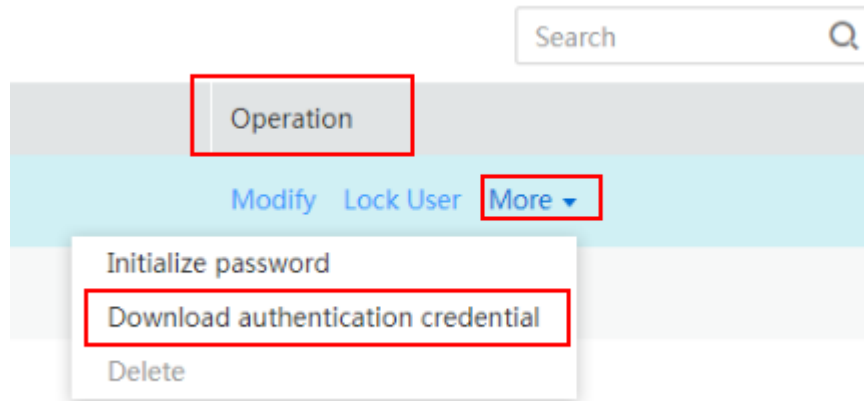 Search
Operation
Modify Lock User More
Initialize password
Download authentication credential
Delete